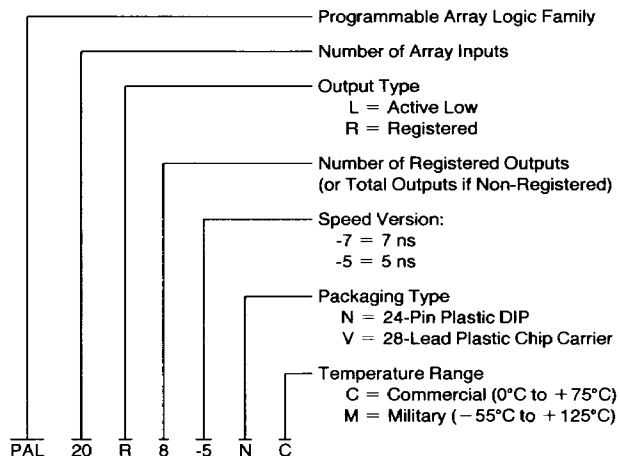 Programmable Array Logic Family
Number of Array Inputs
Output Type
L = Active Low
R = Registered
Number of Registered Outputs
(or Total Outputs if Non-Registered)
Speed Version:
-7 = 7 ns
-5 = 5 ns
Packaging Type
N = 24-Pin Plastic DIP
V = 28-Lead Plastic Chip Carrier
Temperature Range
C = Commercial (0°C to +75°C)
M = Military (−55°C to +125°C)
PAL 20 R 8 -5 N C